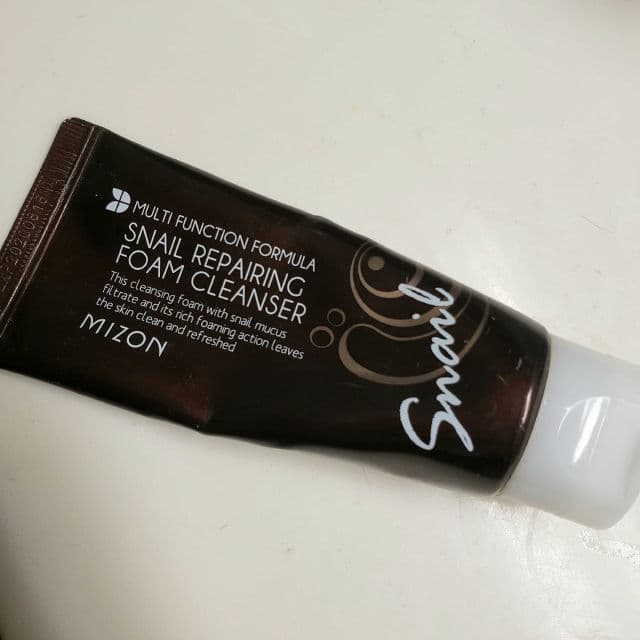 MULTI FUNCTION FORMULA
SNAIL REPAIRING
FOAM CLEANSER
This cleansing foam with snail mucus
filtrate and its rich foaming action leaves
the skin clean and refreshed
MIZON
Snail